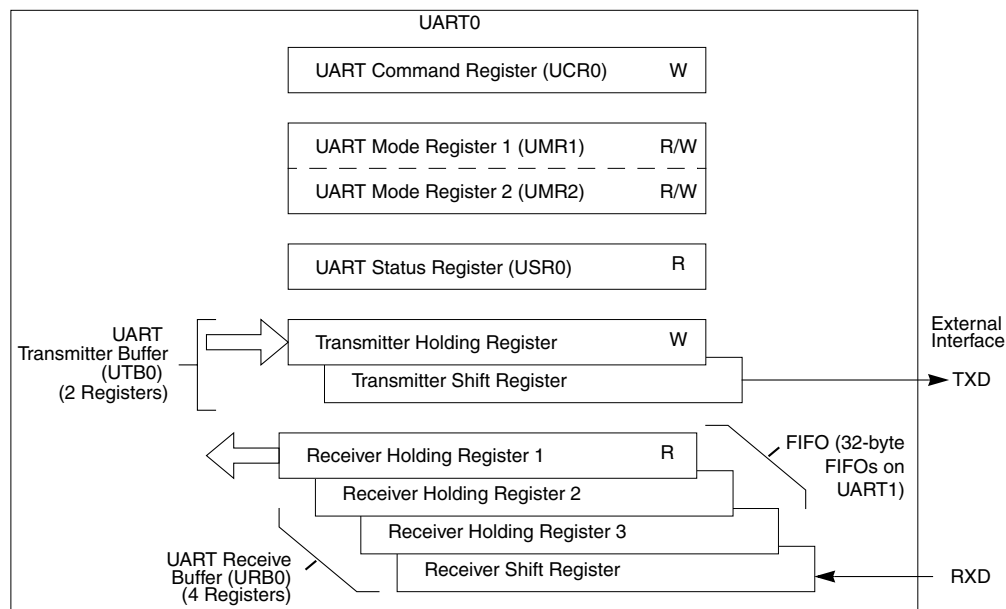 UART0
UART Command Register (UCR0) W
UART Mode Register 1 (UMR1) R/W
UART Mode Register 2 (UMR2) R/W
UART Status Register (USR0) R
UART
Transmitter Buffer
(UTB0)
(2 Registers)
Transmitter Holding Register W
Transmitter Shift Register
External
Interface
TXD
Receiver Holding Register 1 R
Receiver Holding Register 2
Receiver Holding Register 3
Receiver Shift Register
FIFO (32-byte
FIFOs on
UART1)
UART Receive
Buffer (URB0)
(4 Registers)
RXD